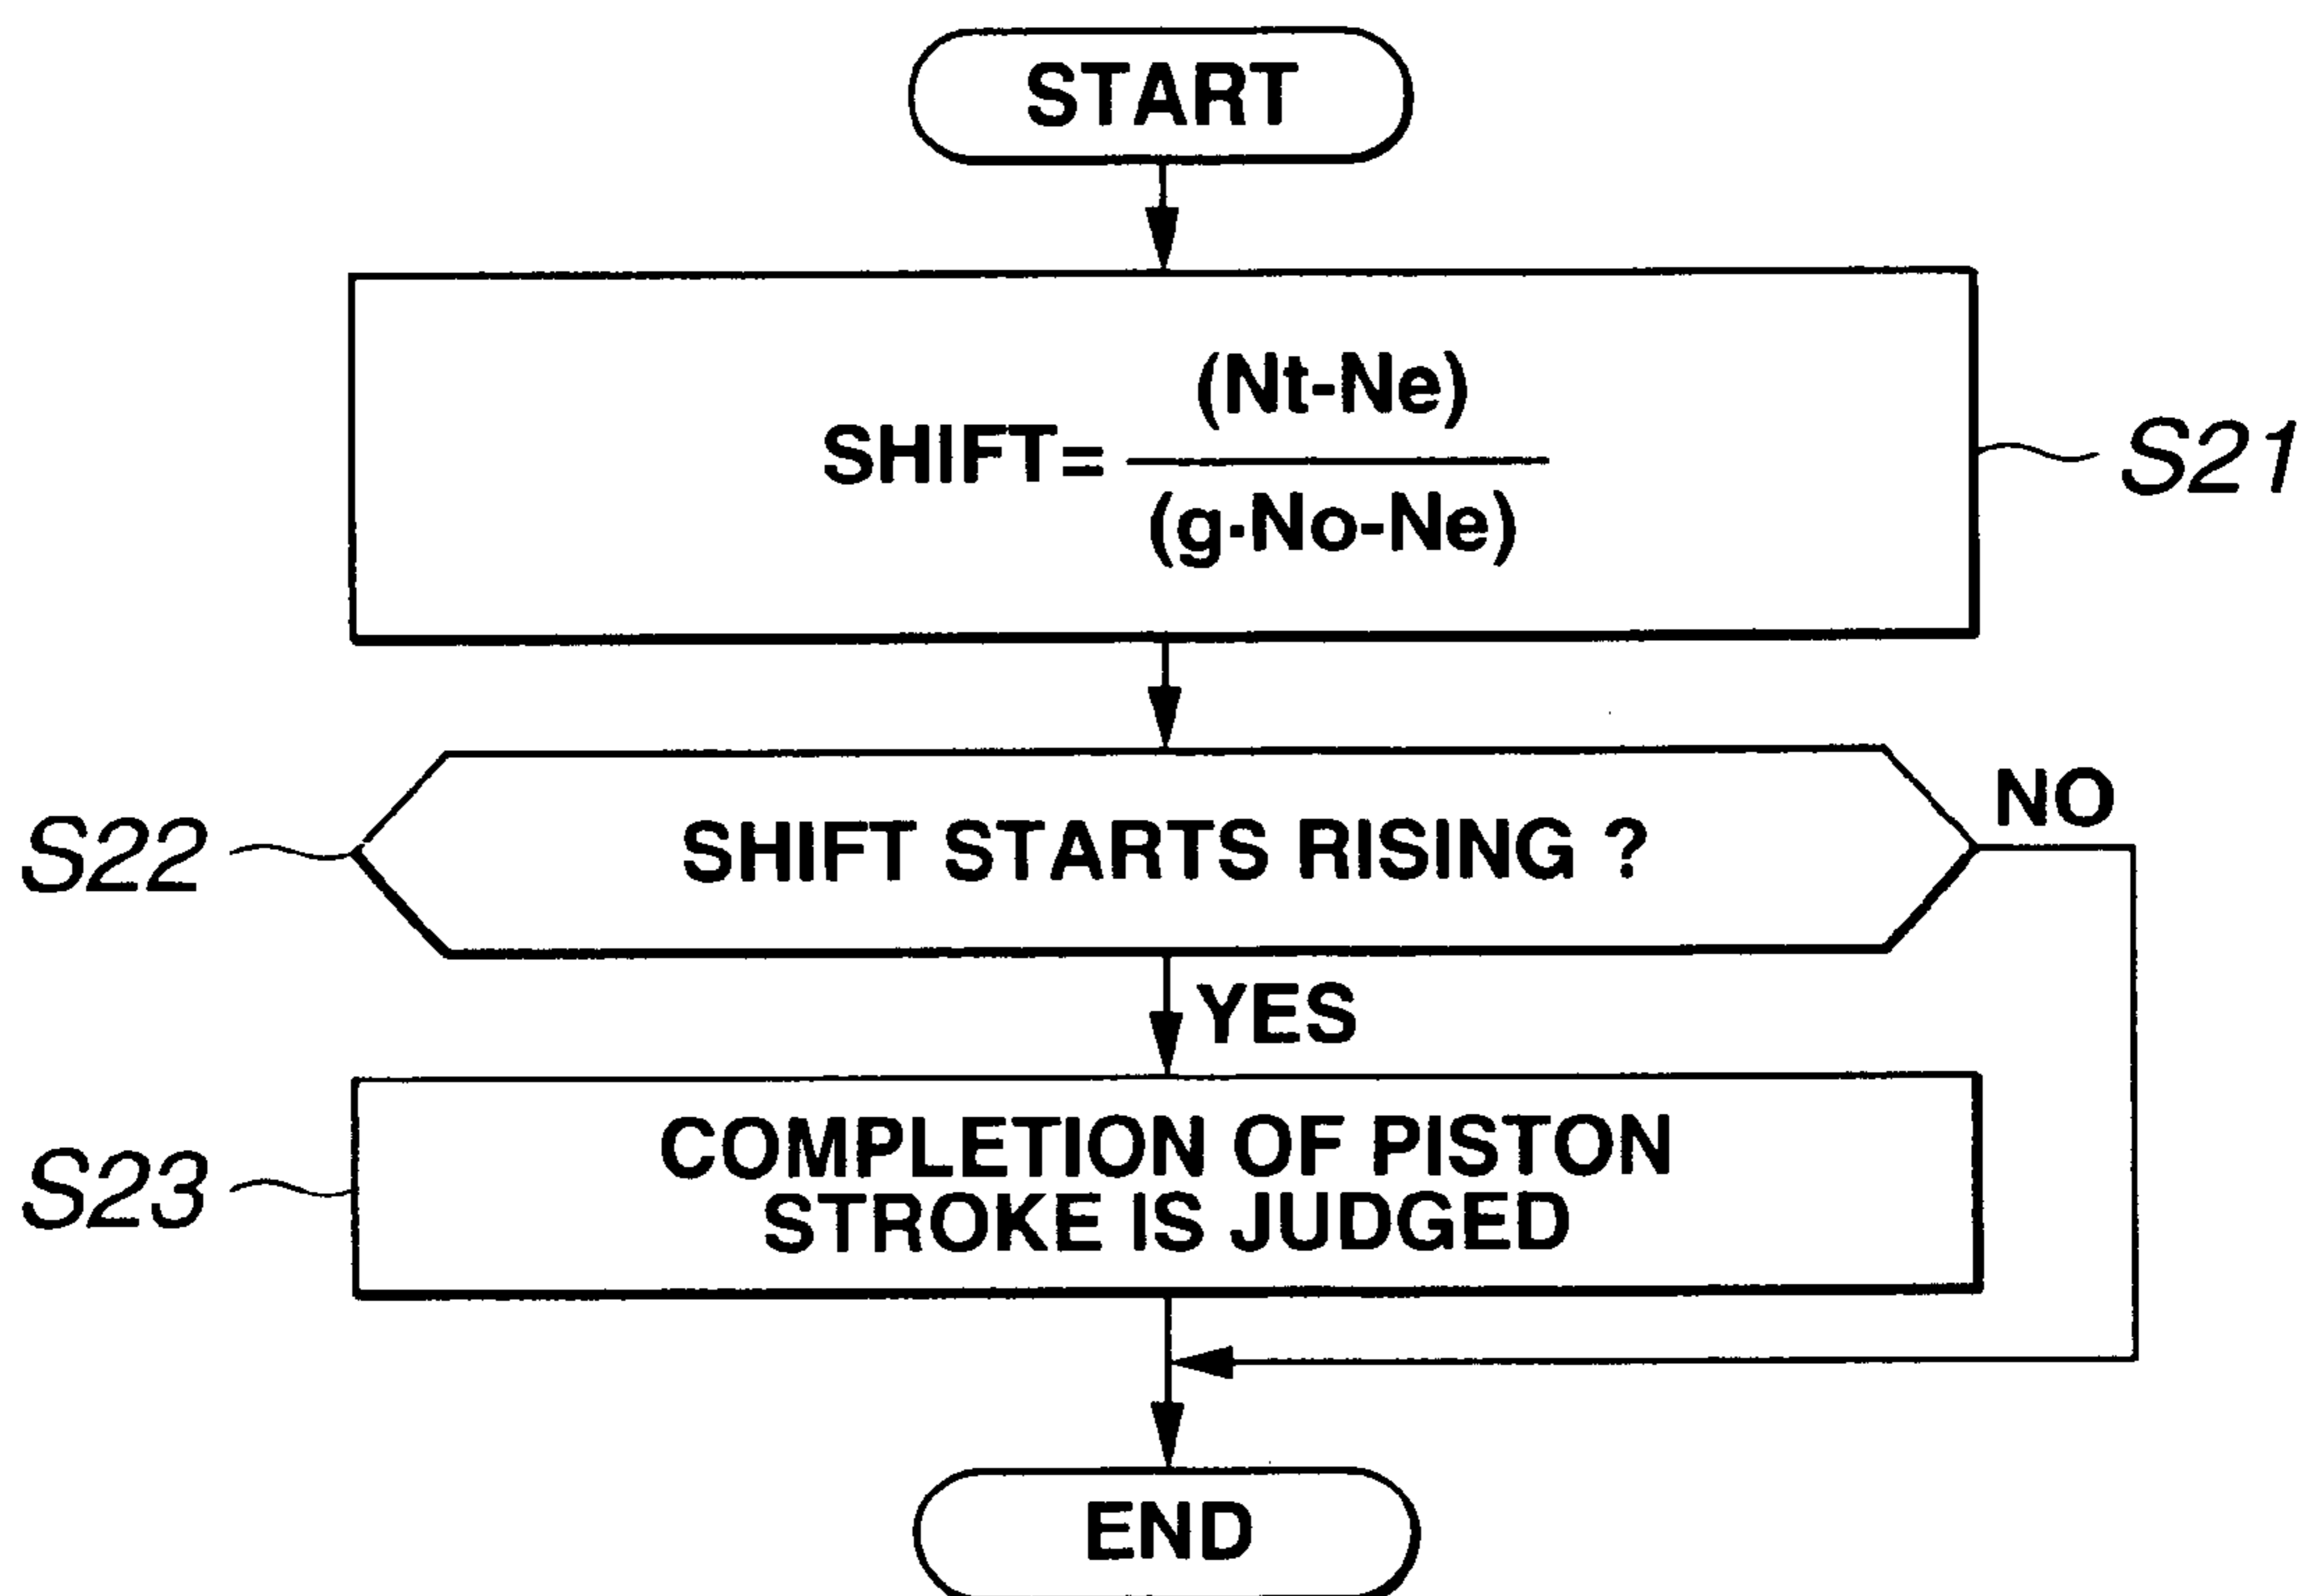 START
(Nt-Ne)
SHIFT=
(g·No-Ne)
S21
SHIFT STARTS RISING ?
NO
S22
YES
COMPLETION OF PISTON
STROKE IS JUDGED
S23
END